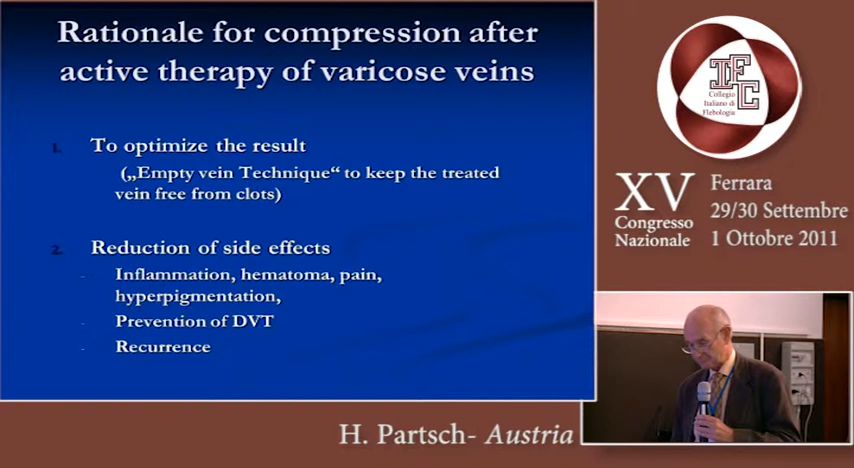 Rationale for compression after
active therapy of varicose veins
1. To optimize the result
(„Empty vein Technique“ to keep the treated
vein free from clots)
2. Reduction of side effects
- Inflammation, hematoma, pain,
hyperpigmentation,
- Prevention of DVT
- Recurrence
IFC
Collegio
Italiano di
Flebologia
XV
Congresso
Nazionale
Ferrara
29/30 Settembre
1 Ottobre 2011
H. Partsch- Austria